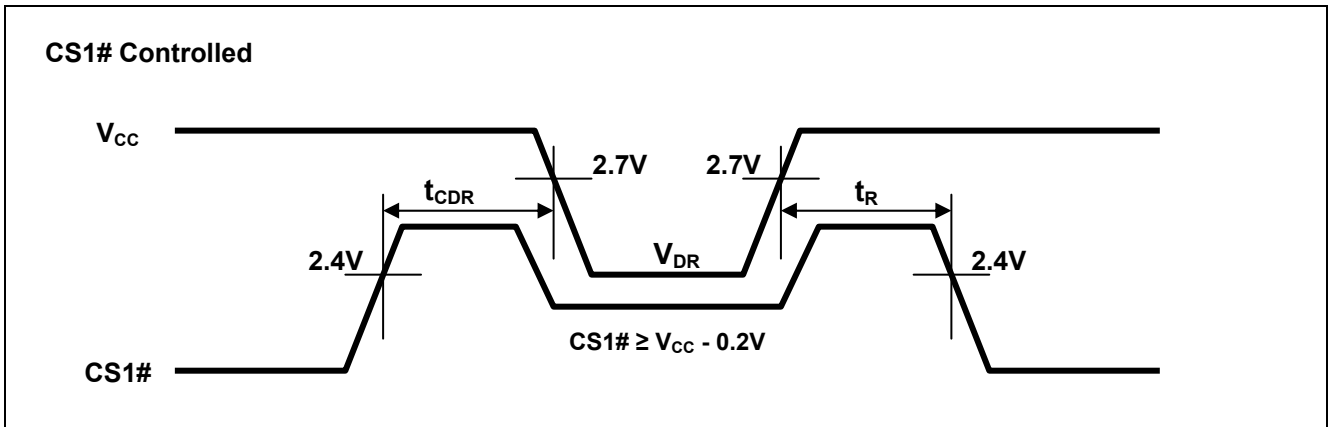 CS1# Controlled
VCC
2.7V 2.7V
tCDR tR
2.4V VDR 2.4V
CS1# ≥ VCC - 0.2V
CS1#